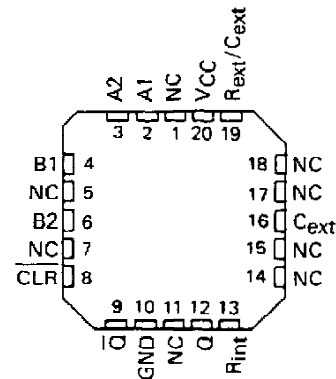 A2 A1 NC VCC Rext/Cext
3 2 1 20 19
B1 4 18 NC
NC 5 17 NC
B2 6 16 Cext
NC 7 15 NC
CLR 8 14 NC
9 10 11 12 13
Q GND NC Q Rint